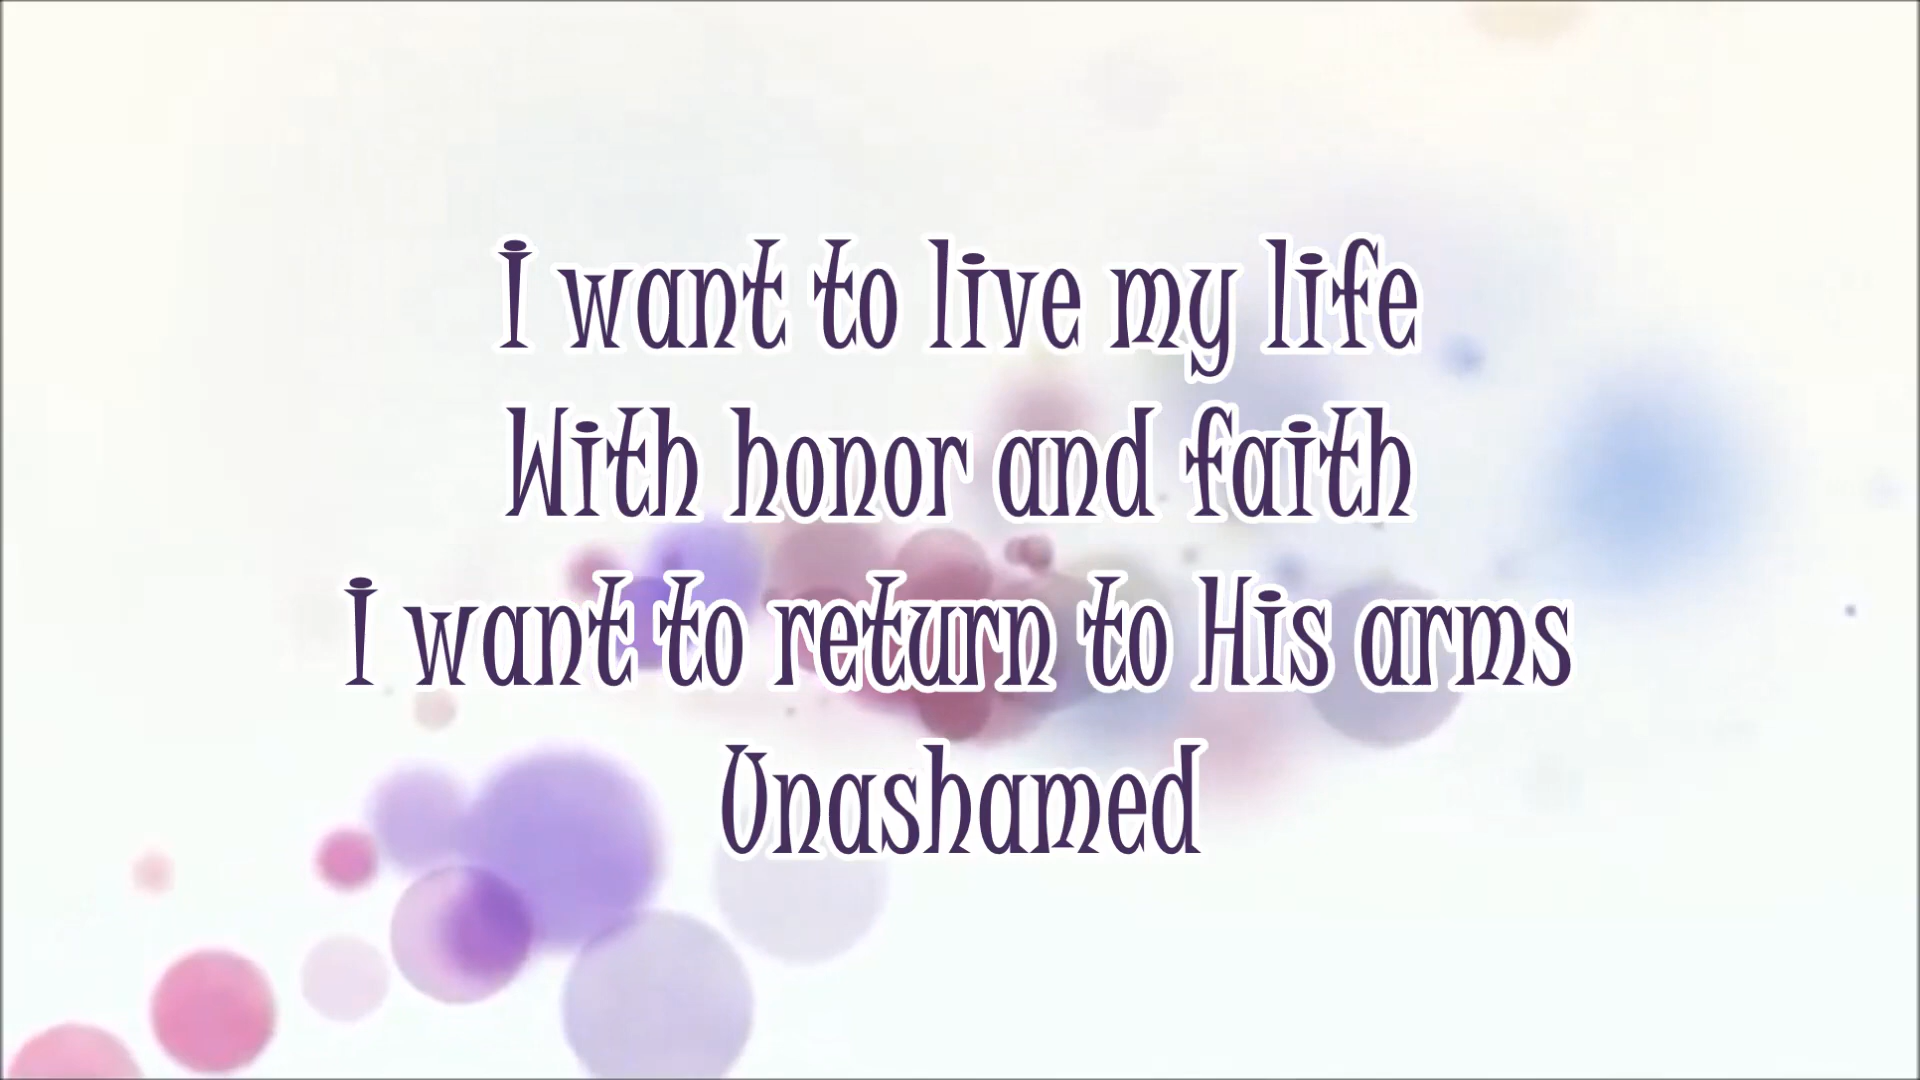 I want to live my life
With honor and faith
I want to return to His arms
Unashamed